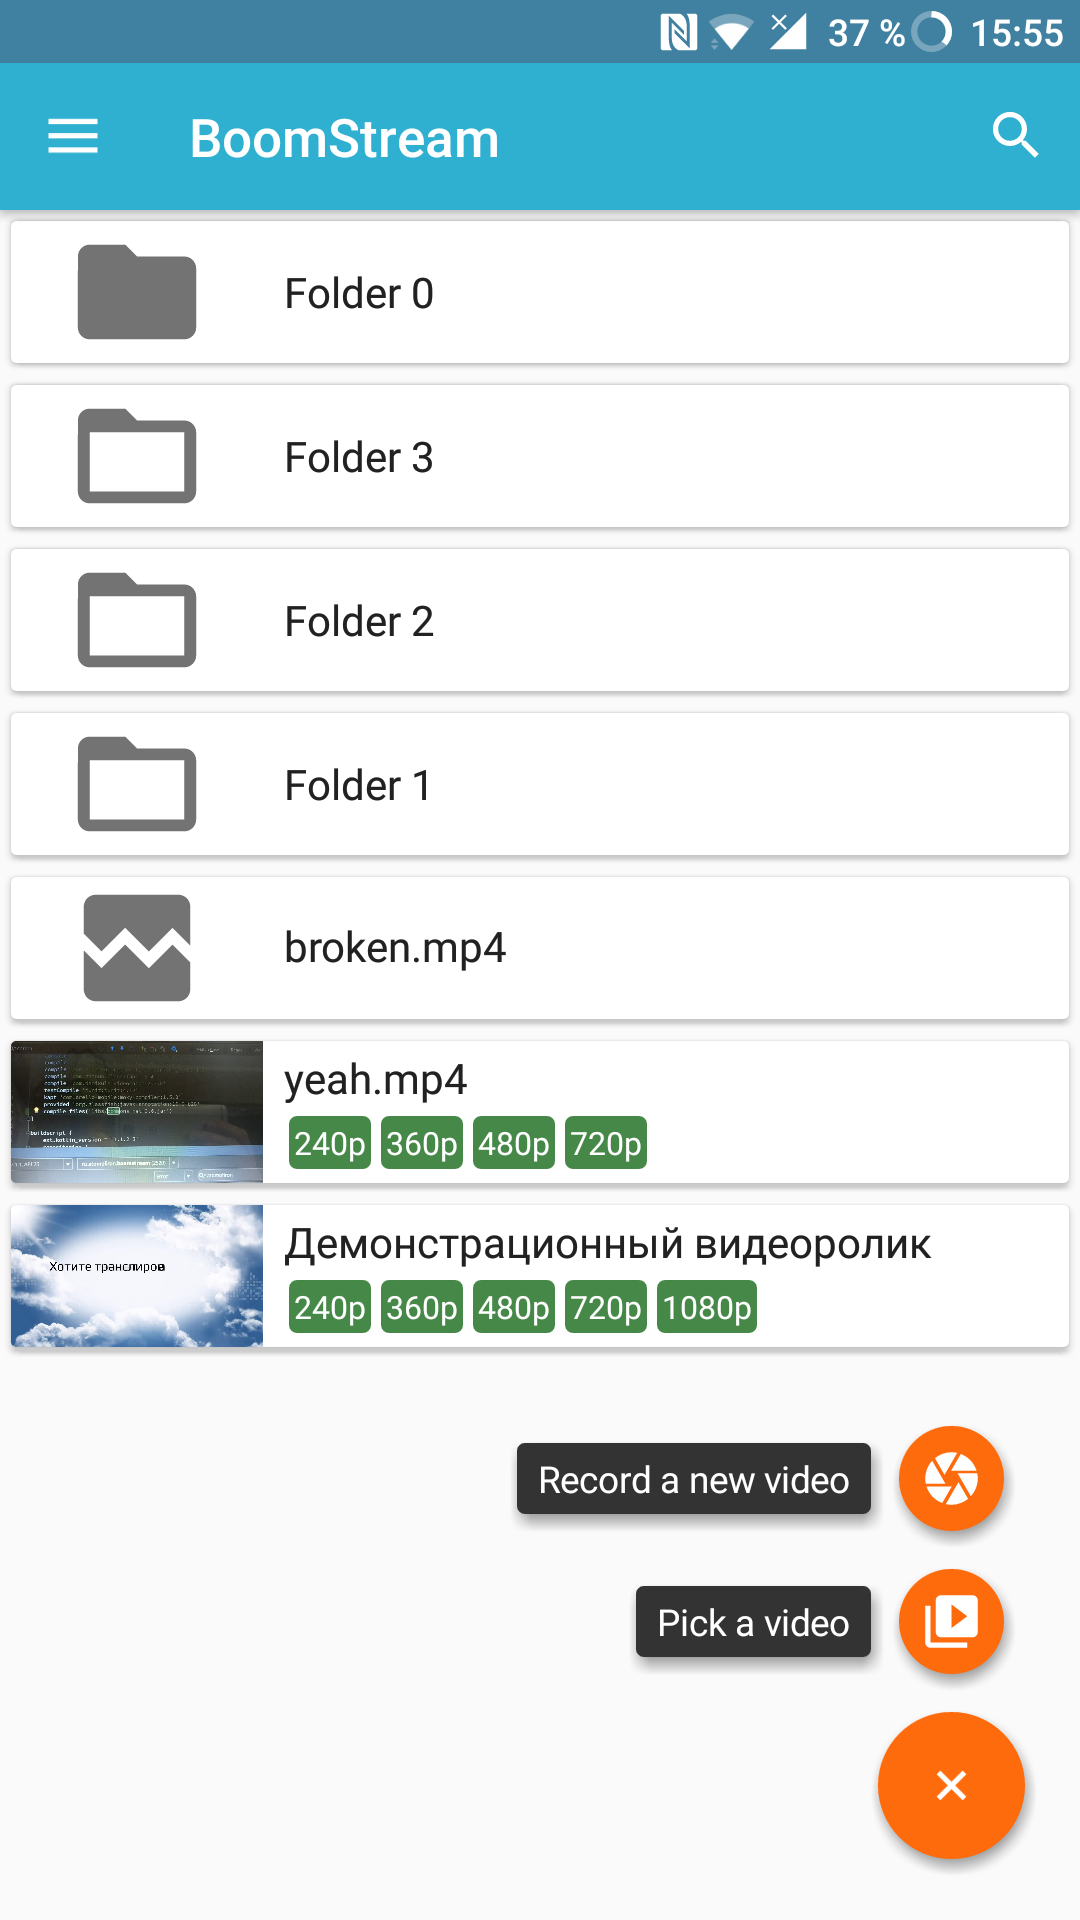 37 % 15:55
BoomStream
Folder 0
Folder 3
Folder 2
Folder 1
broken.mp4
yeah.mp4
240p 360p 480p 720p
Хотите транслиров
Демонстрационный видеоролик
240p 360p 480p 720p 1080p
Record a new video
Pick a video